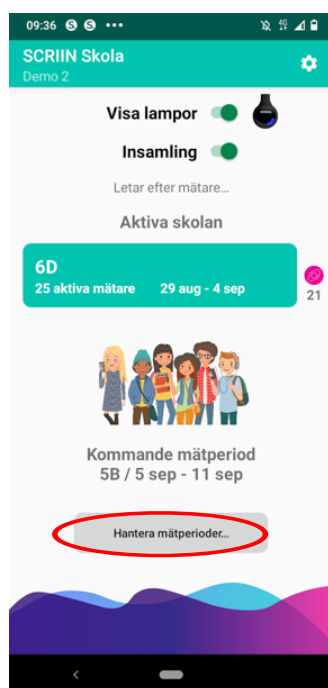 09:36
4G
SCRIIN Skola
Demo 2
Visa lampor
Insamling
Letar efter mätare...
Aktiva skolan
6D
25 aktiva mätare 29 aug - 4 sep
21
Kommande mätperiod
5B / 5 sep - 11 sep
Hantera mätperioder...